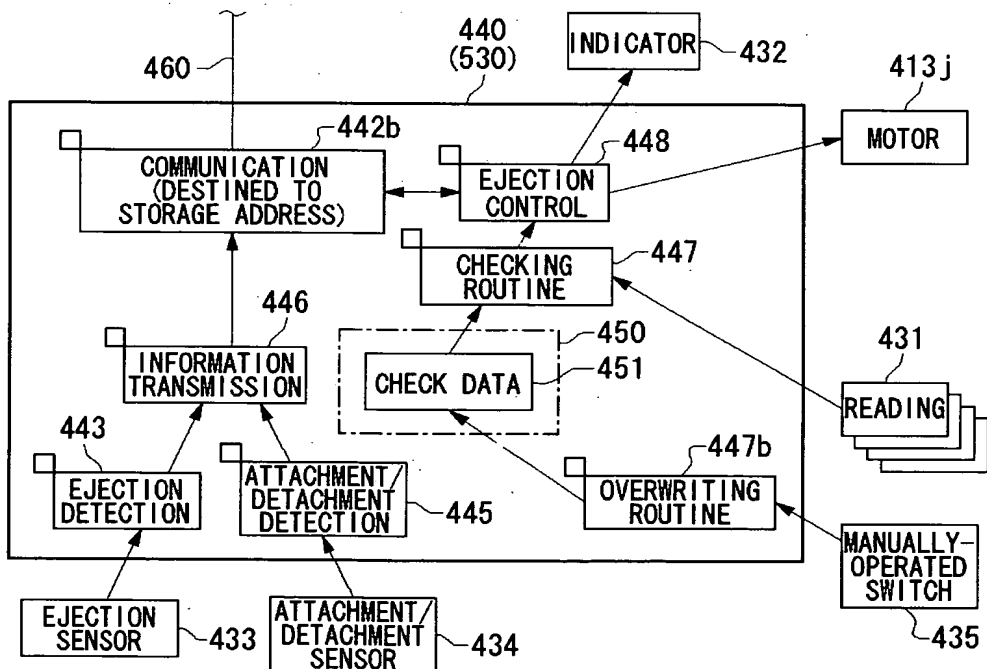 460
440
(530)
INDICATOR
432
413j
MOTOR
442b
COMMUNICATION
(DESTINED TO
STORAGE ADDRESS)
448
EJECTION
CONTROL
447
CHECKING
ROUTINE
446
INFORMATION
TRANSMISSION
450
CHECK DATA
451
431
READING
443
EJECTION
DETECTION
ATTACHMENT/
DETACHMENT
DETECTION
445
447b
OVERWRITING
ROUTINE
MANUALLY-
OPERATED
SWITCH
435
EJECTION
SENSOR
433
ATTACHMENT/
DETACHMENT
SENSOR
434